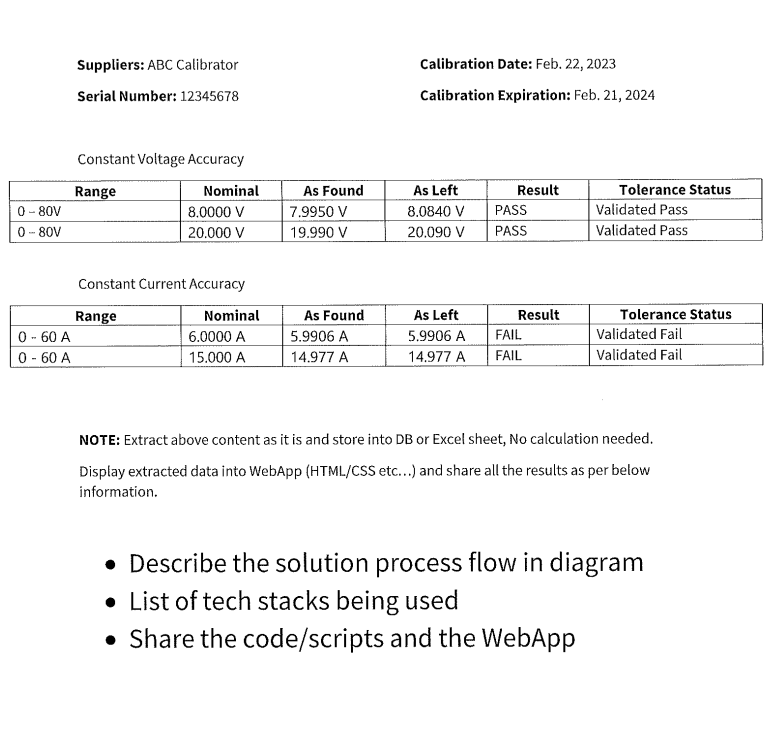 Suppliers: ABC Calibrator Calibration Date: Feb. 22, 2023
Serial Number: 12345678 Calibration Expiration: Feb. 21, 2024
Constant Voltage Accuracy
Range Nominal As Found As Left Result Tolerance Status
0 – 80V 8.0000 V 7.9950 V 8.0840 V PASS Validated Pass
0 – 80V 20.000 V 19.990 V 20.090 V PASS Validated Pass
Constant Current Accuracy
Range Nominal As Found As Left Result Tolerance Status
0 - 60 A 6.0000 A 5.9906 A 5.9906 A FAIL Validated Fail
0 - 60 A 15.000 A 14.977 A 14.977 A FAIL Validated Fail
NOTE: Extract above content as it is and store into DB or Excel sheet, No calculation needed.
Display extracted data into WebApp (HTML/CSS etc...) and share all the results as per below
information.
• Describe the solution process flow in diagram
• List of tech stacks being used
• Share the code/scripts and the WebApp